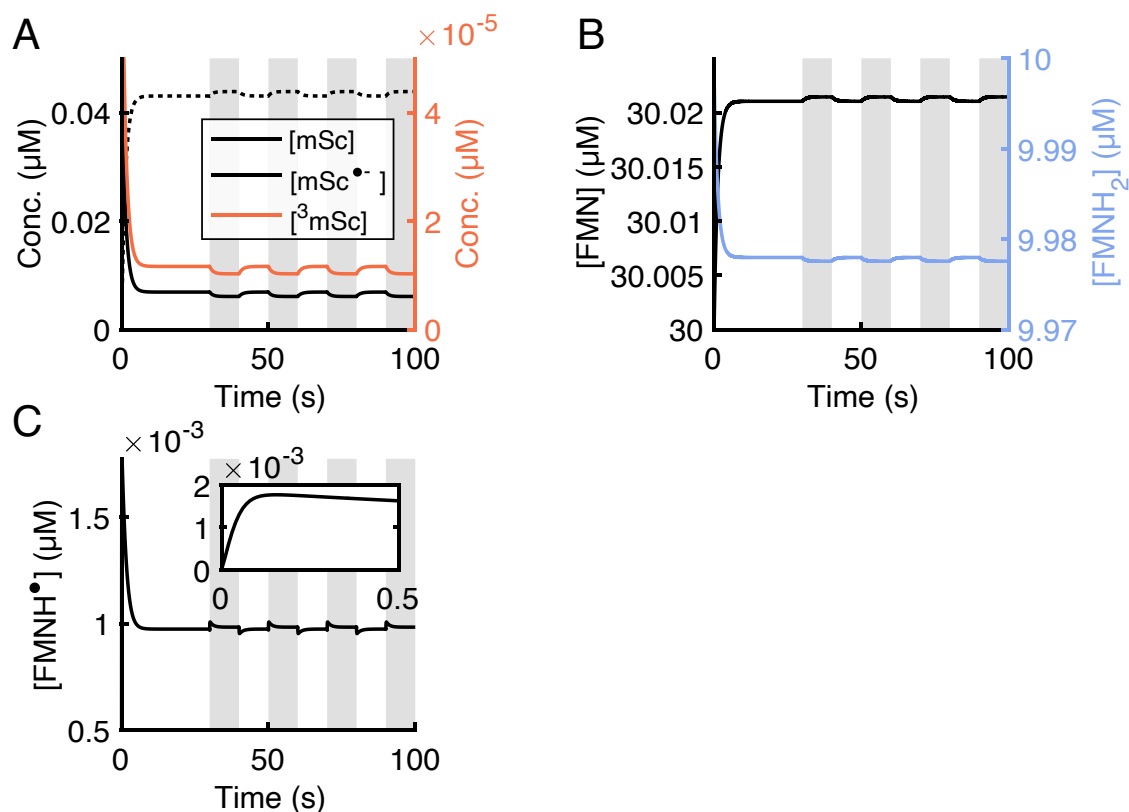 A
× 10⁻⁵
Conc. (µM)
0.04
0.02
0
4
2
0
Conc. (µM)
[mSc]
[mSc●- ]
[³mSc]
0
50
100
Time (s)
B
[FMN] (µM)
30.02
30.015
30.01
30.005
30
10
9.99
9.98
9.97
[FMNH₂] (µM)
0
50
100
Time (s)
C
× 10⁻³
[FMNH●] (µM)
1.5
1
0.5
× 10⁻³
2
1
0
0
0.5
0
50
100
Time (s)